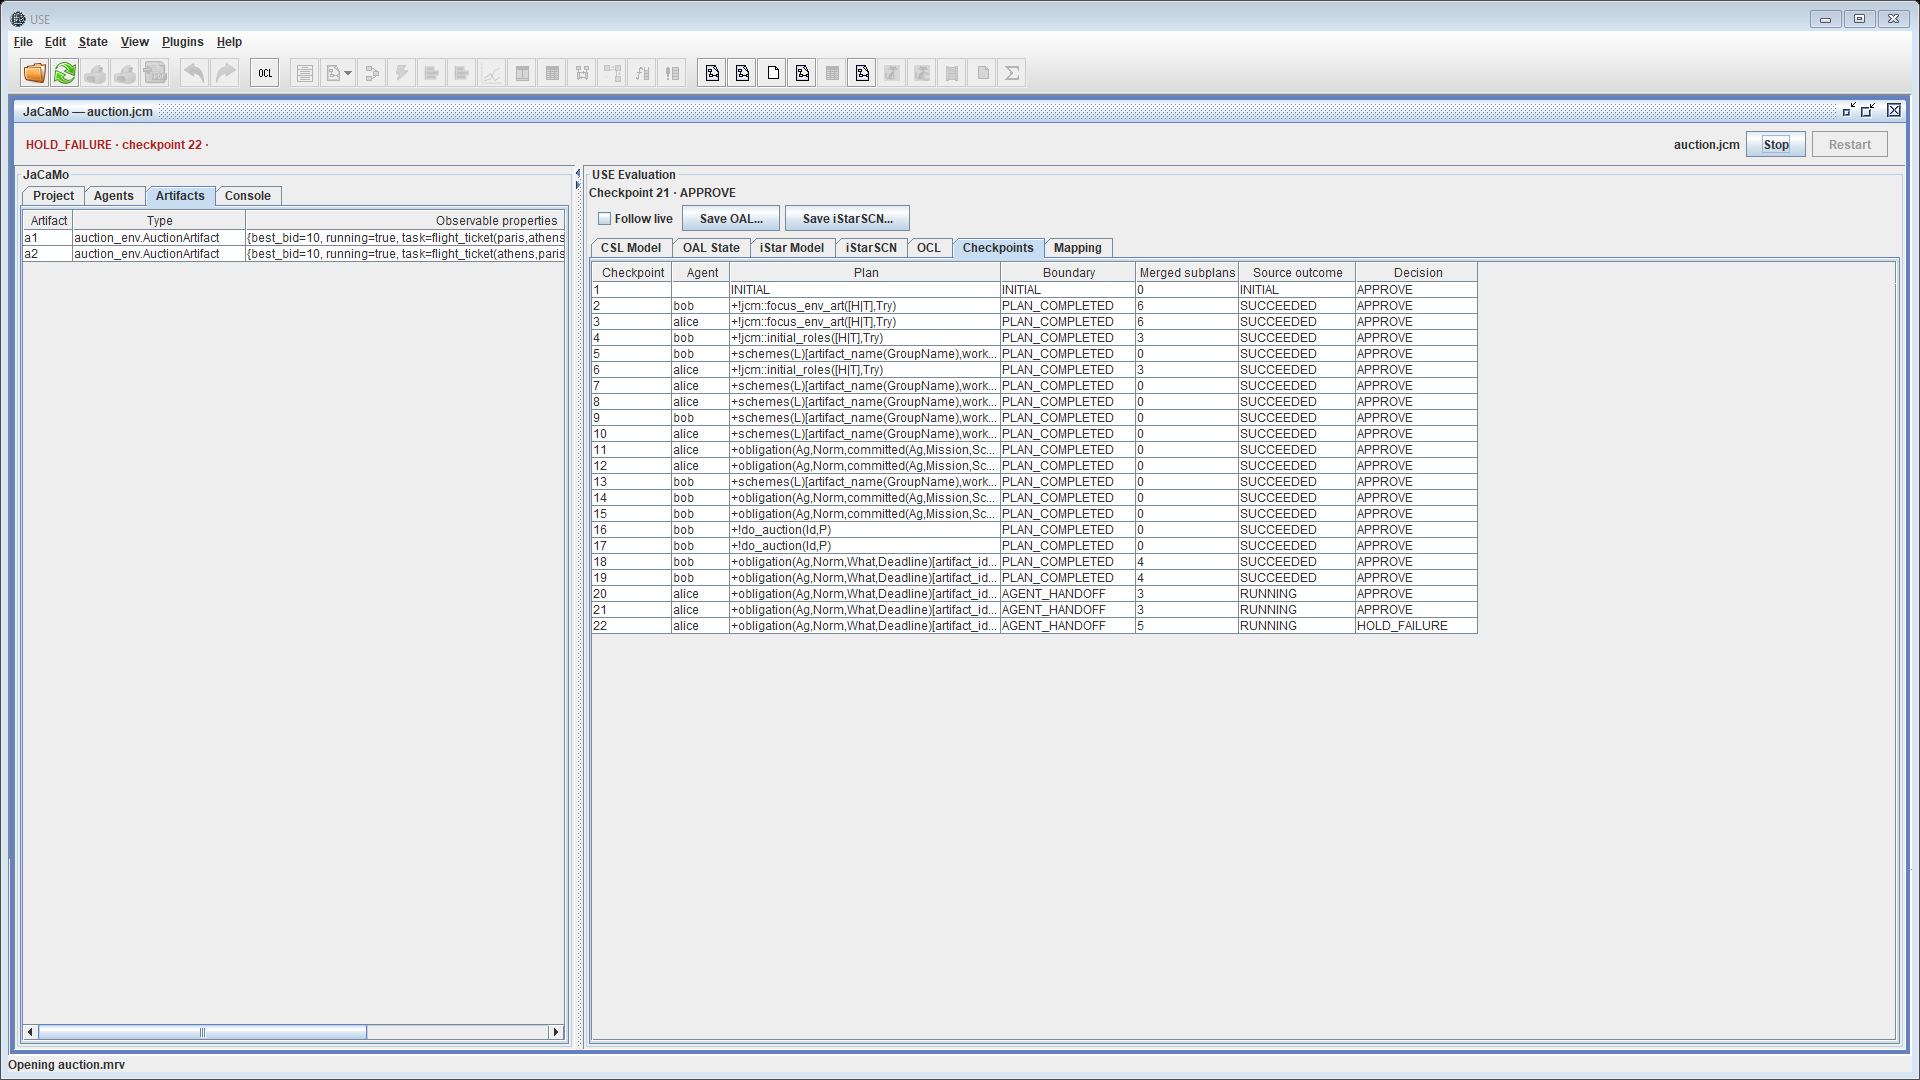 USE
File Edit State View Plugins Help
OCL
JaCaMo — auction.jcm
HOLD_FAILURE · checkpoint 22 ·
auction.jcm Stop Restart
JaCaMo
Project Agents Artifacts Console
Artifact Type Observable properties
a1 auction_env.AuctionArtifact {best_bid=10, running=true, task=flight_ticket(paris,athens
a2 auction_env.AuctionArtifact {best_bid=10, running=true, task=flight_ticket(athens,paris
USE Evaluation
Checkpoint 21 · APPROVE
Follow live Save OAL... Save iStarSCN...
CSL Model OAL State iStar Model iStarSCN OCL Checkpoints Mapping
Checkpoint Agent Plan Boundary Merged subplans Source outcome Decision
1 INITIAL INITIAL 0 INITIAL APPROVE
2 bob +!jcm::focus_env_art([H|T],Try) PLAN_COMPLETED 6 SUCCEEDED APPROVE
3 alice +!jcm::focus_env_art([H|T],Try) PLAN_COMPLETED 6 SUCCEEDED APPROVE
4 bob +!jcm::initial_roles([H|T],Try) PLAN_COMPLETED 3 SUCCEEDED APPROVE
5 bob +schemes(L)[artifact_name(GroupName),work... PLAN_COMPLETED 0 SUCCEEDED APPROVE
6 alice +!jcm::initial_roles([H|T],Try) PLAN_COMPLETED 3 SUCCEEDED APPROVE
7 alice +schemes(L)[artifact_name(GroupName),work... PLAN_COMPLETED 0 SUCCEEDED APPROVE
8 alice +schemes(L)[artifact_name(GroupName),work... PLAN_COMPLETED 0 SUCCEEDED APPROVE
9 bob +schemes(L)[artifact_name(GroupName),work... PLAN_COMPLETED 0 SUCCEEDED APPROVE
10 alice +schemes(L)[artifact_name(GroupName),work... PLAN_COMPLETED 0 SUCCEEDED APPROVE
11 alice +obligation(Ag,Norm,committed(Ag,Mission,Sc... PLAN_COMPLETED 0 SUCCEEDED APPROVE
12 alice +obligation(Ag,Norm,committed(Ag,Mission,Sc... PLAN_COMPLETED 0 SUCCEEDED APPROVE
13 bob +schemes(L)[artifact_name(GroupName),work... PLAN_COMPLETED 0 SUCCEEDED APPROVE
14 bob +obligation(Ag,Norm,committed(Ag,Mission,Sc... PLAN_COMPLETED 0 SUCCEEDED APPROVE
15 bob +obligation(Ag,Norm,committed(Ag,Mission,Sc... PLAN_COMPLETED 0 SUCCEEDED APPROVE
16 bob +!do_auction(Id,P) PLAN_COMPLETED 0 SUCCEEDED APPROVE
17 bob +!do_auction(Id,P) PLAN_COMPLETED 0 SUCCEEDED APPROVE
18 bob +obligation(Ag,Norm,What,Deadline)[artifact_id... PLAN_COMPLETED 4 SUCCEEDED APPROVE
19 bob +obligation(Ag,Norm,What,Deadline)[artifact_id... PLAN_COMPLETED 4 SUCCEEDED APPROVE
20 alice +obligation(Ag,Norm,What,Deadline)[artifact_id... AGENT_HANDOFF 3 RUNNING APPROVE
21 alice +obligation(Ag,Norm,What,Deadline)[artifact_id... AGENT_HANDOFF 3 RUNNING APPROVE
22 alice +obligation(Ag,Norm,What,Deadline)[artifact_id... AGENT_HANDOFF 5 RUNNING HOLD_FAILURE
Opening auction.mrv